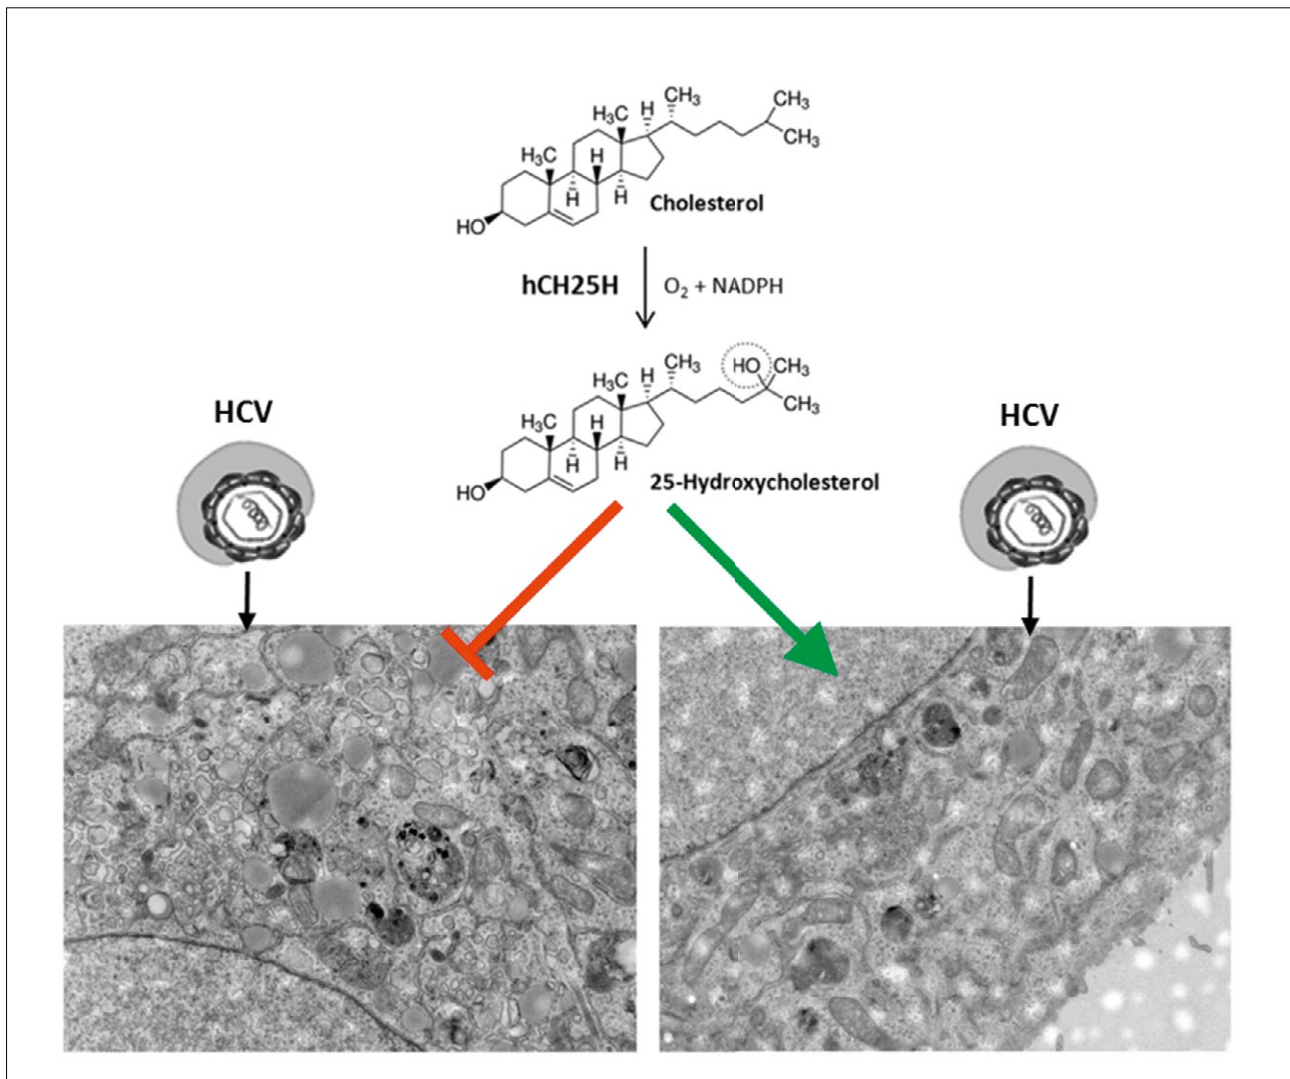 CH₃
CH₃
H
H₃C
CH₃
H₃C
H
H
H
HO
Cholesterol
hCH25H
O₂ + NADPH
CH₃
HO
CH₃
H
H₃C
CH₃
H₃C
H
H
H
HO
25-Hydroxycholesterol
HCV
HCV